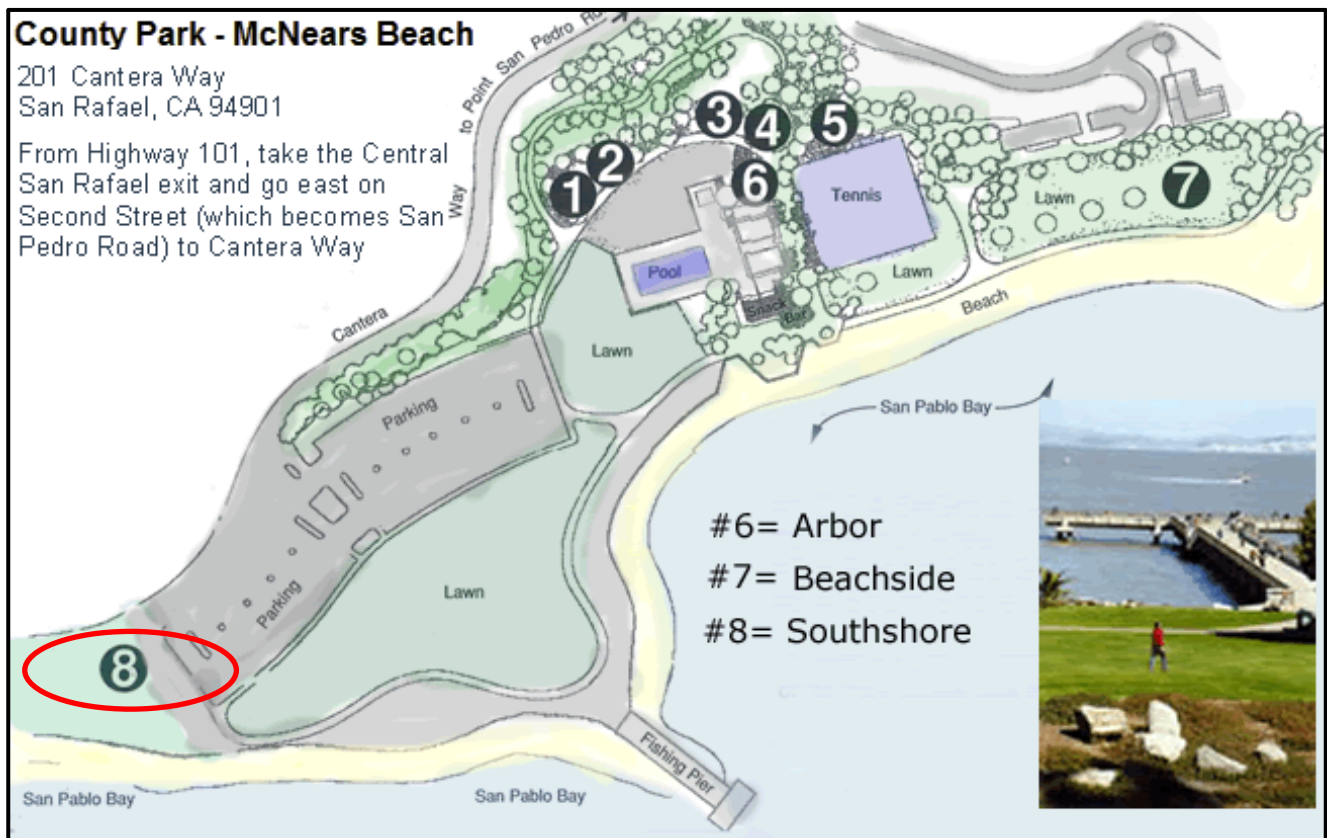 County Park - McNears Beach
201 Cantera Way
San Rafael, CA 94901
From Highway 101, take the Central
San Rafael exit and go east on
Second Street (which becomes San
Pedro Road) to Cantera Way
to Point San Pedro Rd.
Way
Cantera
1
2
3
4
5
6
7
Tennis
Lawn
Pool
Lawn
Snack
Bar
Beach
Lawn
Parking
San Pablo Bay
#6= Arbor
#7= Beachside
#8= Southshore
Lawn
Parking
8
Fishing Pier
San Pablo Bay
San Pablo Bay